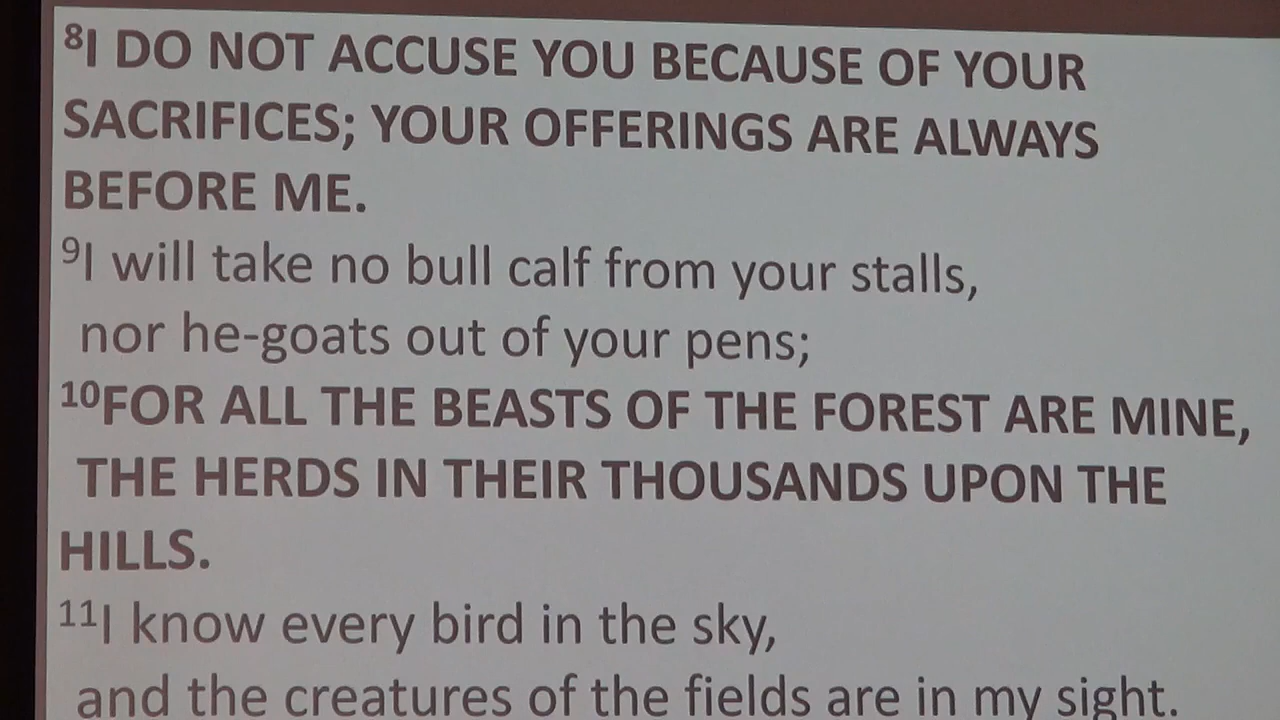 8I DO NOT ACCUSE YOU BECAUSE OF YOUR
SACRIFICES; YOUR OFFERINGS ARE ALWAYS
BEFORE ME.
9I will take no bull calf from your stalls,
nor he-goats out of your pens;
10FOR ALL THE BEASTS OF THE FOREST ARE MINE,
THE HERDS IN THEIR THOUSANDS UPON THE
HILLS.
11I know every bird in the sky,
and the creatures of the fields are in my sight.